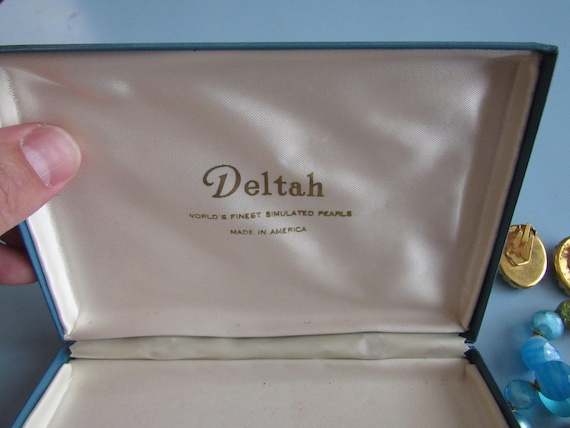 Deltah
WORLD'S FINEST SIMULATED PEARLS
MADE IN AMERICA